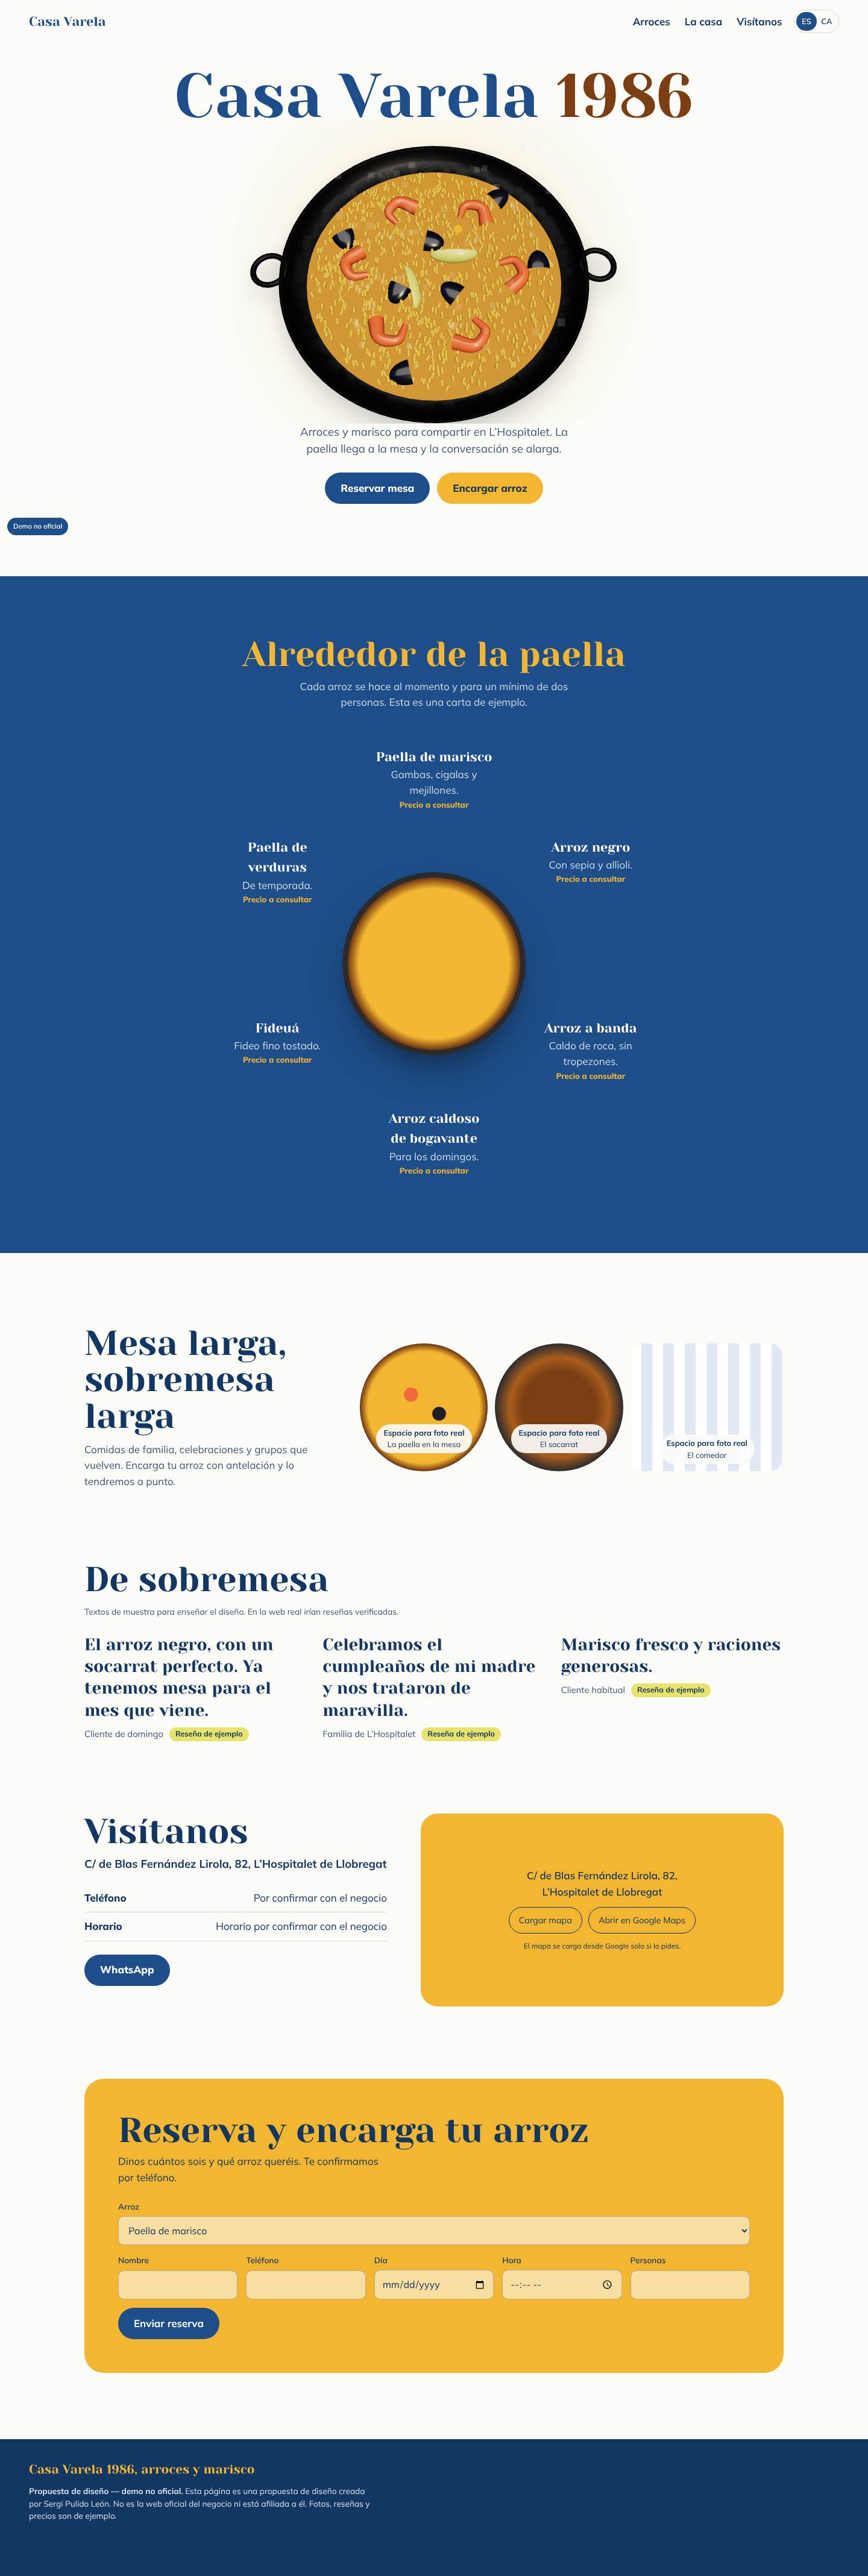 Casa Varela
Arroces
La casa
Visítanos
ES
CA
Casa Varela 1986
Arroces y marisco para compartir en L'Hospitalet. La
paella llega a la mesa y la conversación se alarga.
Reservar mesa
Encargar arroz
Demo no oficial
Alrededor de la paella
Cada arroz se hace al momento y para un mínimo de dos
personas. Esta es una carta de ejemplo.
Paella de marisco
Gambas, cigalas y
mejillones.
Precio a consultar
Paella de
verduras
De temporada.
Precio a consultar
Arroz negro
Con sepia y allioli.
Precio a consultar
Fideuá
Fideo fino tostado.
Precio a consultar
Arroz a banda
Caldo de roca, sin
tropezones.
Precio a consultar
Arroz caldoso
de bogavante
Para los domingos.
Precio a consultar
Mesa larga,
sobremesa
larga
Comidas de familia, celebraciones y grupos que
vuelven. Encarga tu arroz con antelación y lo
tendremos a punto.
Espacio para foto real
La paella en la mesa
Espacio para foto real
El socarrat
Espacio para foto real
El comedor
De sobremesa
Textos de muestra para enseñar el diseño. En la web real irían reseñas verificadas.
El arroz negro, con un
socarrat perfecto. Ya
tenemos mesa para el
mes que viene.
Cliente de domingo
Reseña de ejemplo
Celebramos el
cumpleaños de mi madre
y nos trataron de
maravilla.
Familia de L'Hospitalet
Reseña de ejemplo
Marisco fresco y raciones
generosas.
Cliente habitual
Reseña de ejemplo
Visítanos
C/ de Blas Fernández Lirola, 82, L'Hospitalet de Llobregat
Teléfono
Por confirmar con el negocio
Horario
Horario por confirmar con el negocio
WhatsApp
C/ de Blas Fernández Lirola, 82,
L'Hospitalet de Llobregat
Cargar mapa
Abrir en Google Maps
El mapa se carga desde Google solo si lo pides.
Reserva y encarga tu arroz
Dinos cuántos sois y qué arroz queréis. Te confirmamos
por teléfono.
Arroz
Paella de marisco
Nombre
Teléfono
Día
Hora
Personas
mm/dd/yyyy
--:-- --
Enviar reserva
Casa Varela 1986, arroces y marisco
Propuesta de diseño — demo no oficial. Esta página es una propuesta de diseño creada
por Sergi Pulido León. No es la web oficial del negocio ni está afiliada a él. Fotos, reseñas y
precios son de ejemplo.